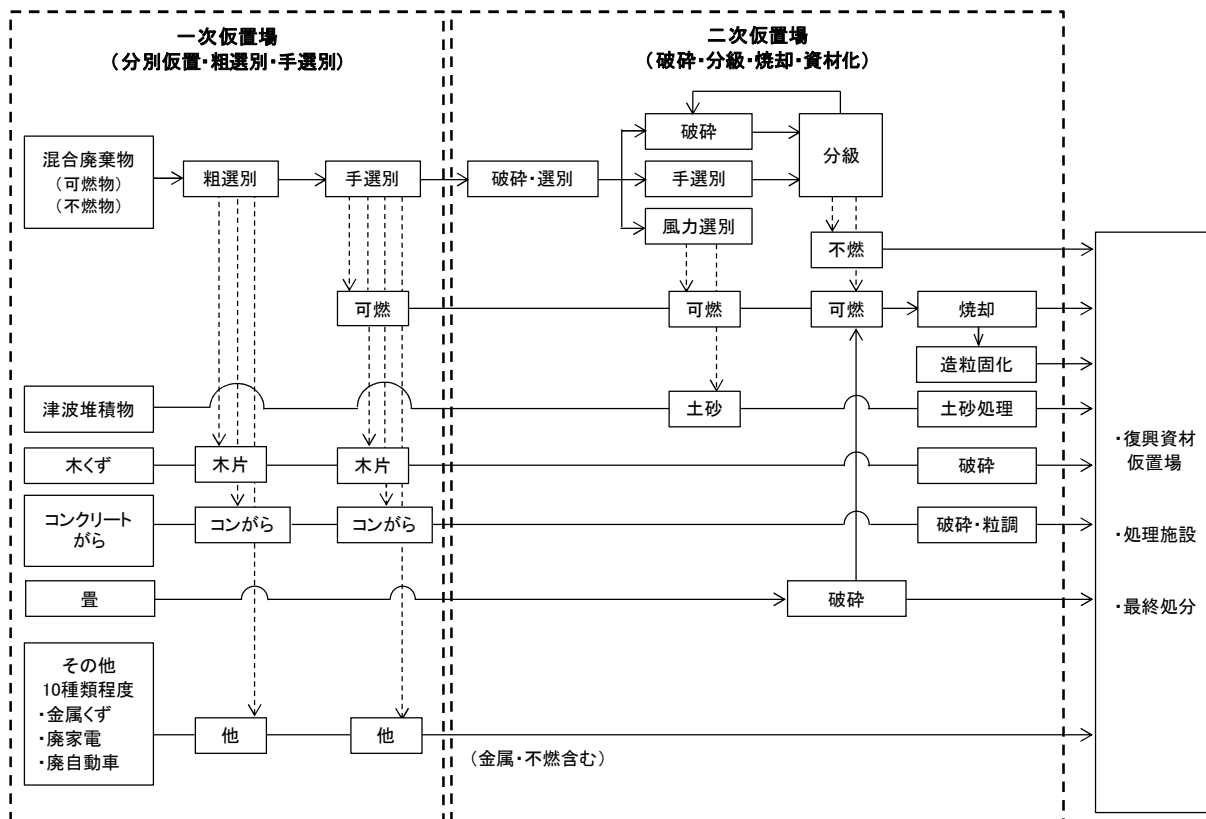 一次仮置場
（分別仮置・粗選別・手選別）
二次仮置場
（破砕・分級・焼却・資材化）
混合廃棄物
（可燃物）
（不燃物）
粗選別
手選別
破砕・選別
破砕
手選別
風力選別
分級
不燃
可燃
可燃
可燃
焼却
造粒固化
津波堆積物
土砂
土砂処理
木くず
木片
木片
破砕
コンクリート
がら
コンがら
コンがら
破砕・粒調
畳
破砕
その他
10種類程度
・金属くず
・廃家電
・廃自動車
他
他
（金属・不燃含む）
・復興資材
仮置場
・処理施設
・最終処分